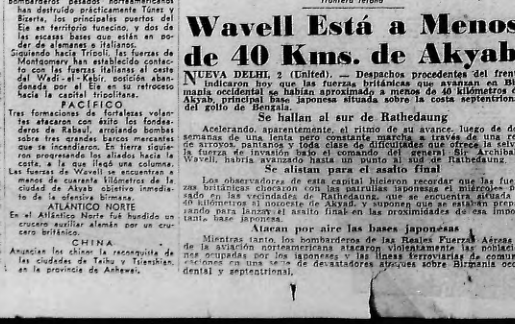 bombarderos pesados norteamericanos
han destruído prácticamente Túnez y
Bizerta, los principales puertos del
Eje en territorio funecino, y dos de
las escasas bases que están en po-
der de alemanes e italianos.
Siguiendo hacia Trípoli, las fuerzas de
Montgomery han establecido contac-
to con las fuerzas italianas al oeste
del Wadi - el - Kebir, posición aban-
donada por el Eje en su retroceso
hacia la capital tripolitana.
PACÍFICO
Tres formaciones de fortalezas volan-
tes atacaron con éxito los fondea-
deros de Rabaul, arrojando bombas
sobre tres grandes barcos mercantes
que se incendiaron. En tierra siguie-
ron progresando los aliados hacia la
costa, a la que llegó una columna.
Las fuerzas de Wavell se encuentran a
menos de cuarenta kilómetros de la
ciudad de Akyab objetivo inmedia-
to de la ofensiva birmana.
ATLÁNTICO NORTE
En el Atlántico Norte fué hundido un
crucero auxiliar alemán por un cru-
cero británico.
CHINA
Anuncian los chinos la reconquista de
las ciudades de Taihu y Tsienshian,
en la provincia de Anhwei.
frontera
Wavell Está a Menos
de 40 Kms. de Akyab
NUEVA DELHI, 2 (United). — Despachos procedentes del fren
indicaron hoy que las fuerzas británicas que avanzan en Bi
mania occidental se habían aproximado a menos de 40 kilómetros d
Akyab, principal base japonesa situada sobre la costa septentrion
del golfo de Bengala.
Se hallan al sur de Rathedaung
Acelerando, aparentemente, el ritmo de su avance, luego de do
semanas de una lenta pero constante marcha a través de una re
de arroyos, pantanos y toda clase de dificultades que ofrece la selv
la fuerza de invasión bajo el comando del general Sir Archibal
Wavell, habría avanzado hasta un punto al sud de Rathedaung.
Se alistan para el asalto final
Los observadores de esta capital hicieron recordar que las fue
zas británicas chocaron con las patrullas japonesas el miércoles p
sado en las vecindades de Rathedaung, que se encuentra situada
40 kilómetros al noroeste de Akyab, y suponen que se estarían prepa
rando para lanzar el asalto final en las proximidades de esa impo
tante base japonesa.
Atacan por aire las bases japonesas
Mientras tanto, los bombarderos de las Reales Fuerzas Aéreas
de la aviación norteamericana atacaron violentamente las poblacio
nes ocupadas por los japoneses y las líneas ferroviarias de comun
caciones en una serie de devastadores ataques sobre Birmania occ
dental y septentrional.